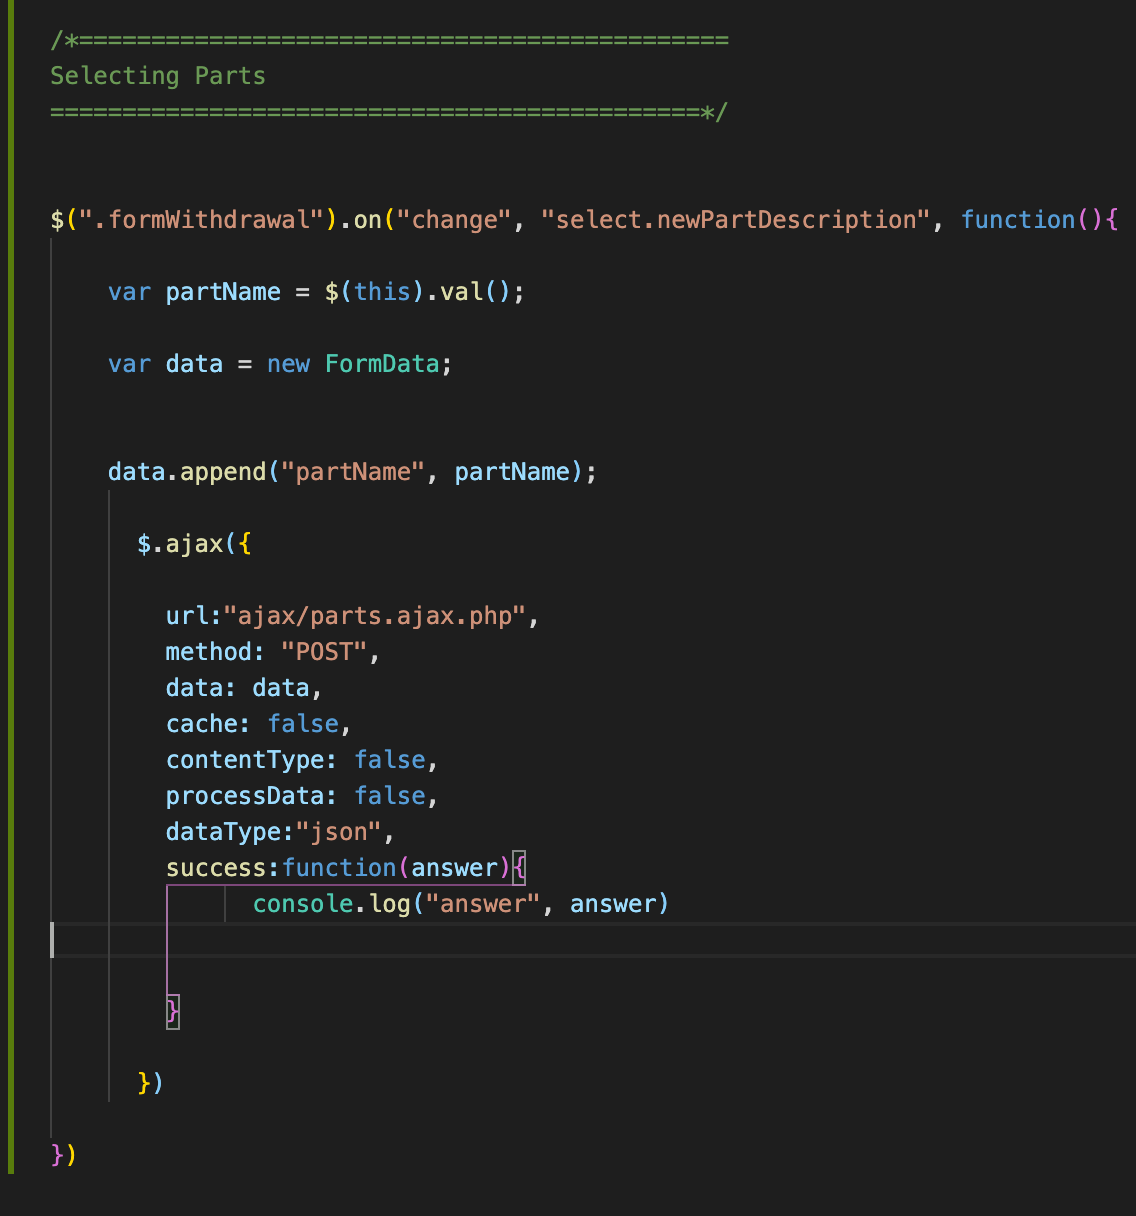 /*=============================================
Selecting Parts
=============================================*/
$(".formWithdrawal").on("change", "select.newPartDescription", function(){
var partName = $(this).val();
var data = new FormData;
data.append("partName", partName);
$.ajax({
url:"ajax/parts.ajax.php",
method: "POST",
data: data,
cache: false,
contentType: false,
processData: false,
dataType:"json",
success:function(answer){
console.log("answer", answer)
}
})
})